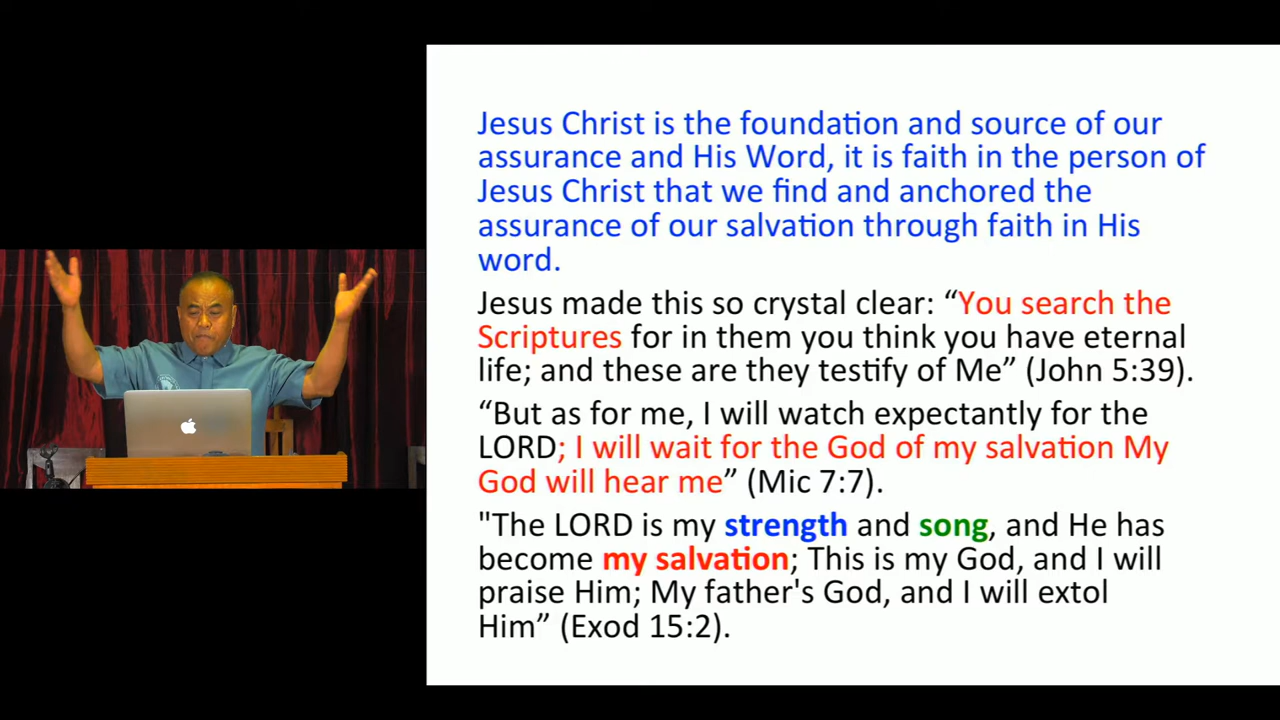 Jesus Christ is the foundation and source of our
assurance and His Word, it is faith in the person of
Jesus Christ that we find and anchored the
assurance of our salvation through faith in His
word.
Jesus made this so crystal clear: “You search the
Scriptures for in them you think you have eternal
life; and these are they testify of Me” (John 5:39).
“But as for me, I will watch expectantly for the
LORD; I will wait for the God of my salvation My
God will hear me” (Mic 7:7).
"The LORD is my strength and song, and He has
become my salvation; This is my God, and I will
praise Him; My father's God, and I will extol
Him” (Exod 15:2).